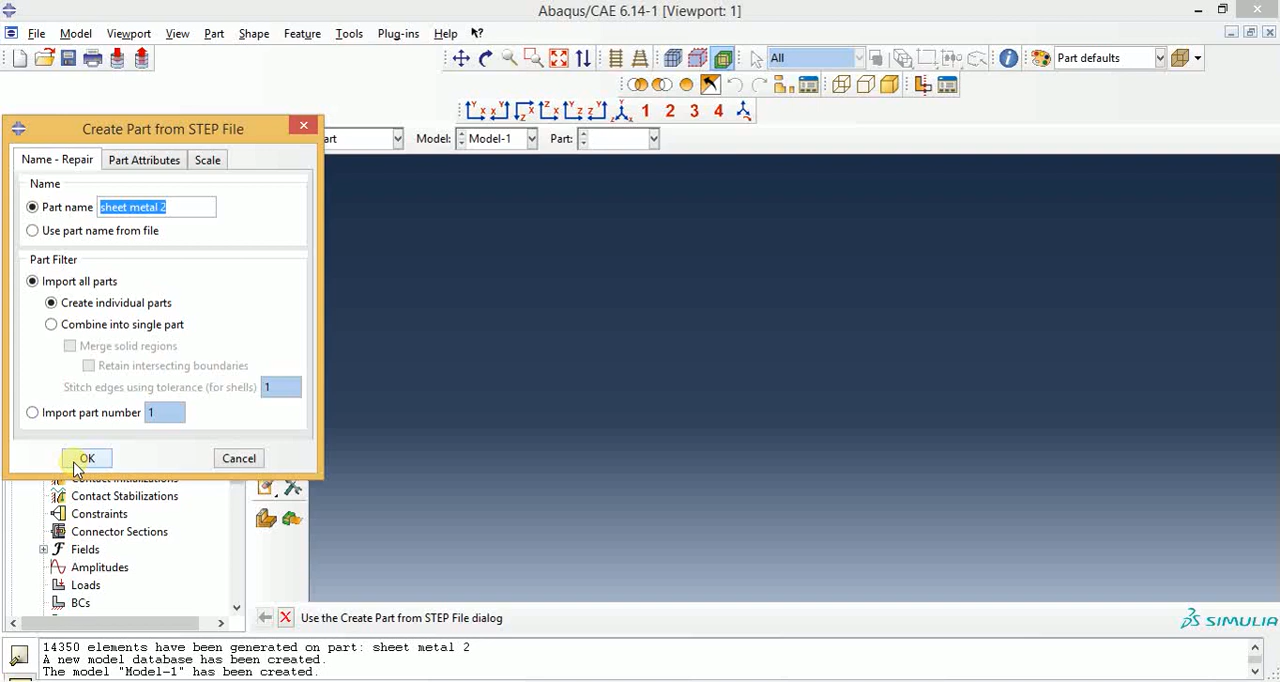 Abaqus/CAE 6.14-1 [Viewport: 1]
File Model Viewport View Part Shape Feature Tools Plug-ins Help
All Part defaults
1 2 3 4
Create Part from STEP File
art Model: Model-1 Part:
Name - Repair Part Attributes Scale
Name
Part name sheet metal 2
Use part name from file
Part Filter
Import all parts
Create individual parts
Combine into single part
Merge solid regions
Retain intersecting boundaries
Stitch edges using tolerance (for shells) 1
Import part number 1
OK Cancel
Contact Initializations
Contact Stabilizations
Constraints
Connector Sections
Fields
Amplitudes
Loads
BCs
Use the Create Part from STEP File dialog
SIMULIA
14350 elements have been generated on part: sheet metal 2
A new model database has been created.
The model "Model-1" has been created.